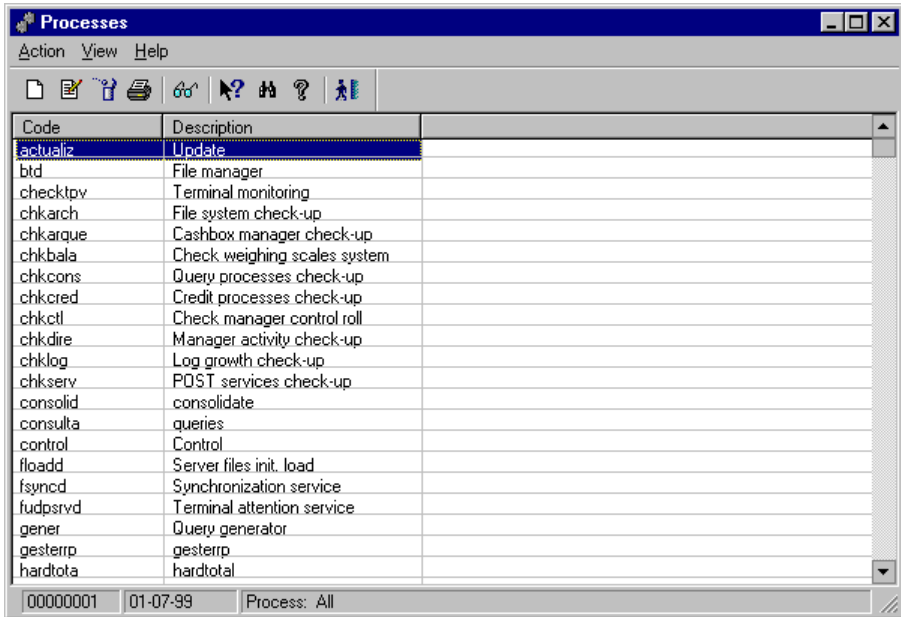 Processes
Action View Help
Code Description
actualiz Update
btd File manager
checktpv Terminal monitoring
chkarch File system check-up
chkarque Cashbox manager check-up
chkbala Check weighing scales system
chkcons Query processes check-up
chkcred Credit processes check-up
chkctl Check manager control roll
chkdire Manager activity check-up
chklog Log growth check-up
chkserv POST services check-up
consolid consolidate
consulta queries
control Control
floadd Server files init. load
fsyncd Synchronization service
fudpsrvd Terminal attention service
gener Query generator
gesterrp gesterrp
hardtota hardtotal
00000001 01-07-99 Process: All